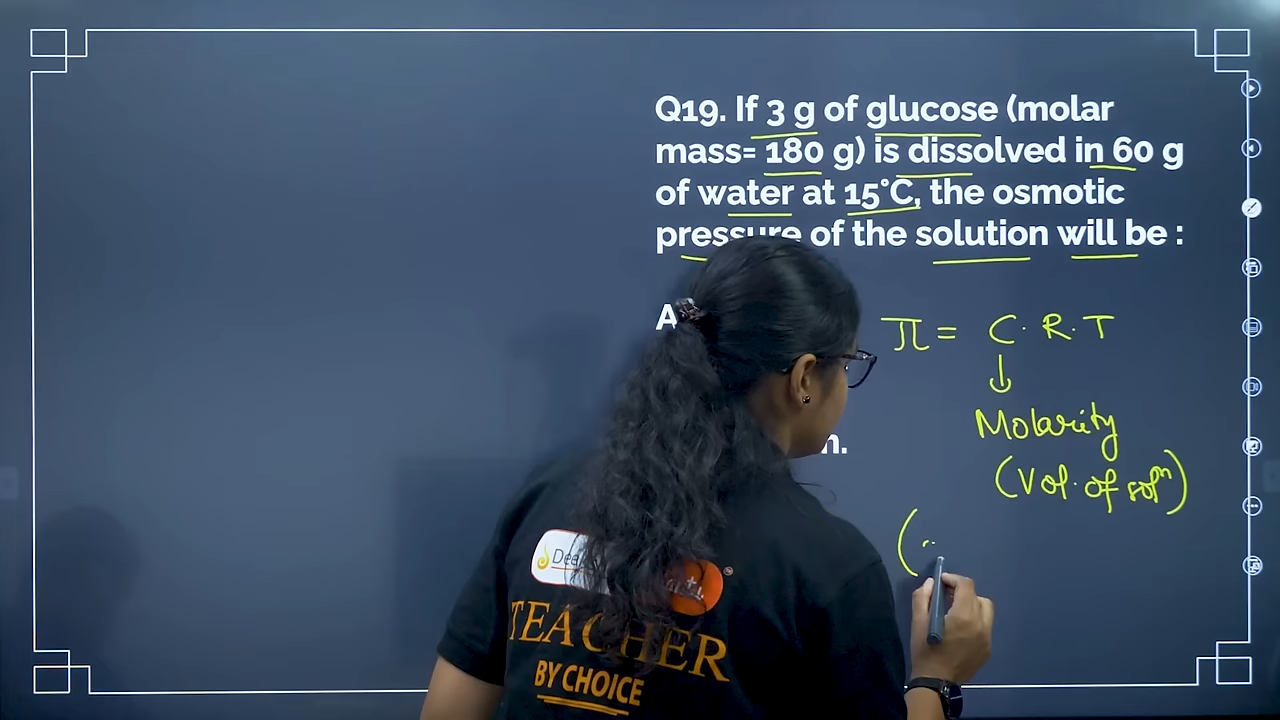 Q19. If 3 g of glucose (molar
mass= 180 g) is dissolved in 60 g
of water at 15°C, the osmotic
pressure of the solution will be :
A
π = C. R. T
↓
Molarity
(Vol. of solⁿ)
n.
(
TEACHER
BY CHOICE